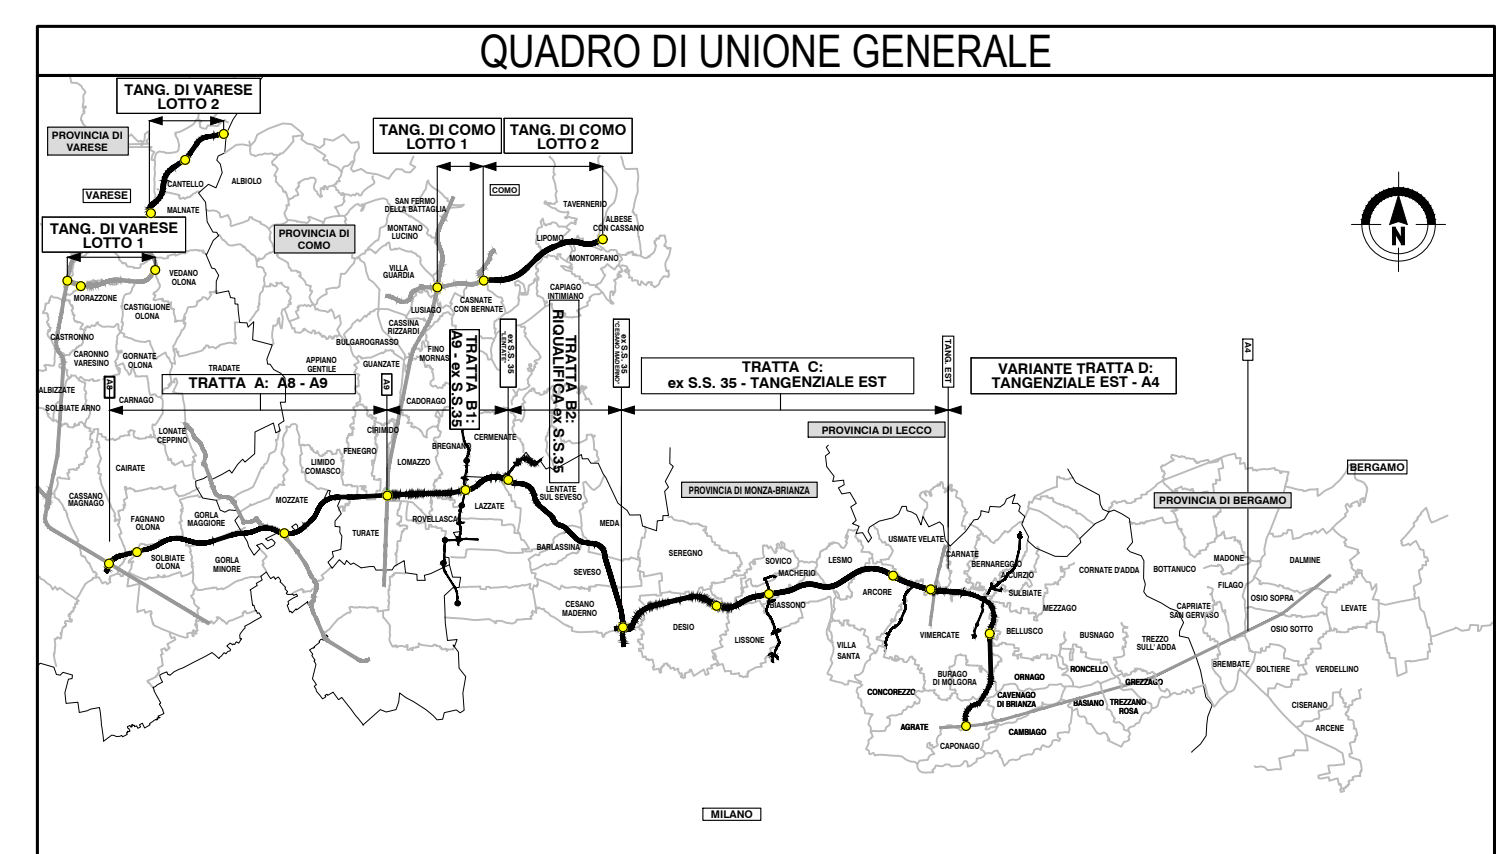 QUADRO DI UNIONE GENERALE
TANG. DI VARESE
LOTTO 2
PROVINCIA DI
VARESE
TANG. DI COMO
LOTTO 1
TANG. DI COMO
LOTTO 2
CANTELLO
ALBIOLO
VARESE
MALNATE
COMO
SAN FERMO
DELLA BATTAGLIA
TAVERNERIO
ALBESE
CON CASSANO
TANG. DI VARESE
LOTTO 1
PROVINCIA DI
COMO
MONTANO
LUCINO
LIPOMO
MONTORFANO
N
VEDANO
OLONA
VILLA
GUARDIA
MORAZZONE
CASTIGLIONE
OLONA
CAPIAGO
INTIMIANO
CASNATE
CON BERNATE
LUSIAGO
CASSINA
RIZZARDI
CASTRONNO
BULGAROGRASSO
CARONNO
VARESINO
GORNATE
OLONA
TRADATE
APPIANO
GENTILE
GUANZATE
FINO
MORNAS
TRATTA B1:
A9 - ex S.S.35
ex S.S. 35
"LENTATE"
TRATTA B2:
RIQUALIFICA ex S.S.35
ex S.S. 35
"CESANO MADERNO"
TRATTA C:
ex S.S. 35 - TANGENZIALE EST
TANG. EST
VARIANTE TRATTA D:
TANGENZIALE EST - A4
A4
ALBIZZATE
A8
TRATTA A: A8 - A9
A9
SOLBIATE ARNO
CARNAGO
CADORAGO
LONATE
CEPPINO
CIRIMIDO
CERMENATE
BREGNANO
FENEGRO
PROVINCIA DI LECCO
CAIRATE
LIMIDO
COMASCO
LOMAZZO
BERGAMO
CASSANO
MAGNAGO
MOZZATE
LENTATE
SUL SEVESO
PROVINCIA DI MONZA-BRIANZA
PROVINCIA DI BERGAMO
LAZZATE
FAGNANO
OLONA
GORLA
MAGGIORE
ROVELLASCA
MEDA
TURATE
USMATE VELATE
BARLASSINA
SEREGNO
CARNATE
SOLBIATE
OLONA
GORLA
MINORE
SOVICO
LESMO
BERNAREGGIO
MADONE
DALMINE
SEVESO
MACHERIO
AICURZIO
CORNATE D'ADDA
BOTTANUCO
FILAGO
ARCORE
SULBIATE
OSIO SOPRA
CESANO
MADERNO
BIASSONO
MEZZAGO
CAPRIATE
SAN GERVASO
LEVATE
DESIO
LISSONE
VIMERCATE
BELLUSCO
BUSNAGO
TREZZO
SULL' ADDA
OSIO SOTTO
VILLA
SANTA
BREMBATE
BOLTIERE
VERDELLINO
BURAGO
DI MOLGORA
ORNAGO
RONCELLO
GREZZAGO
CONCOREZZO
CAVENAGO
DI BRIANZA
BASIANO
TREZZANO
ROSA
CISERANO
AGRATE
CAMBIAGO
ARCENE
CAPONAGO
MILANO